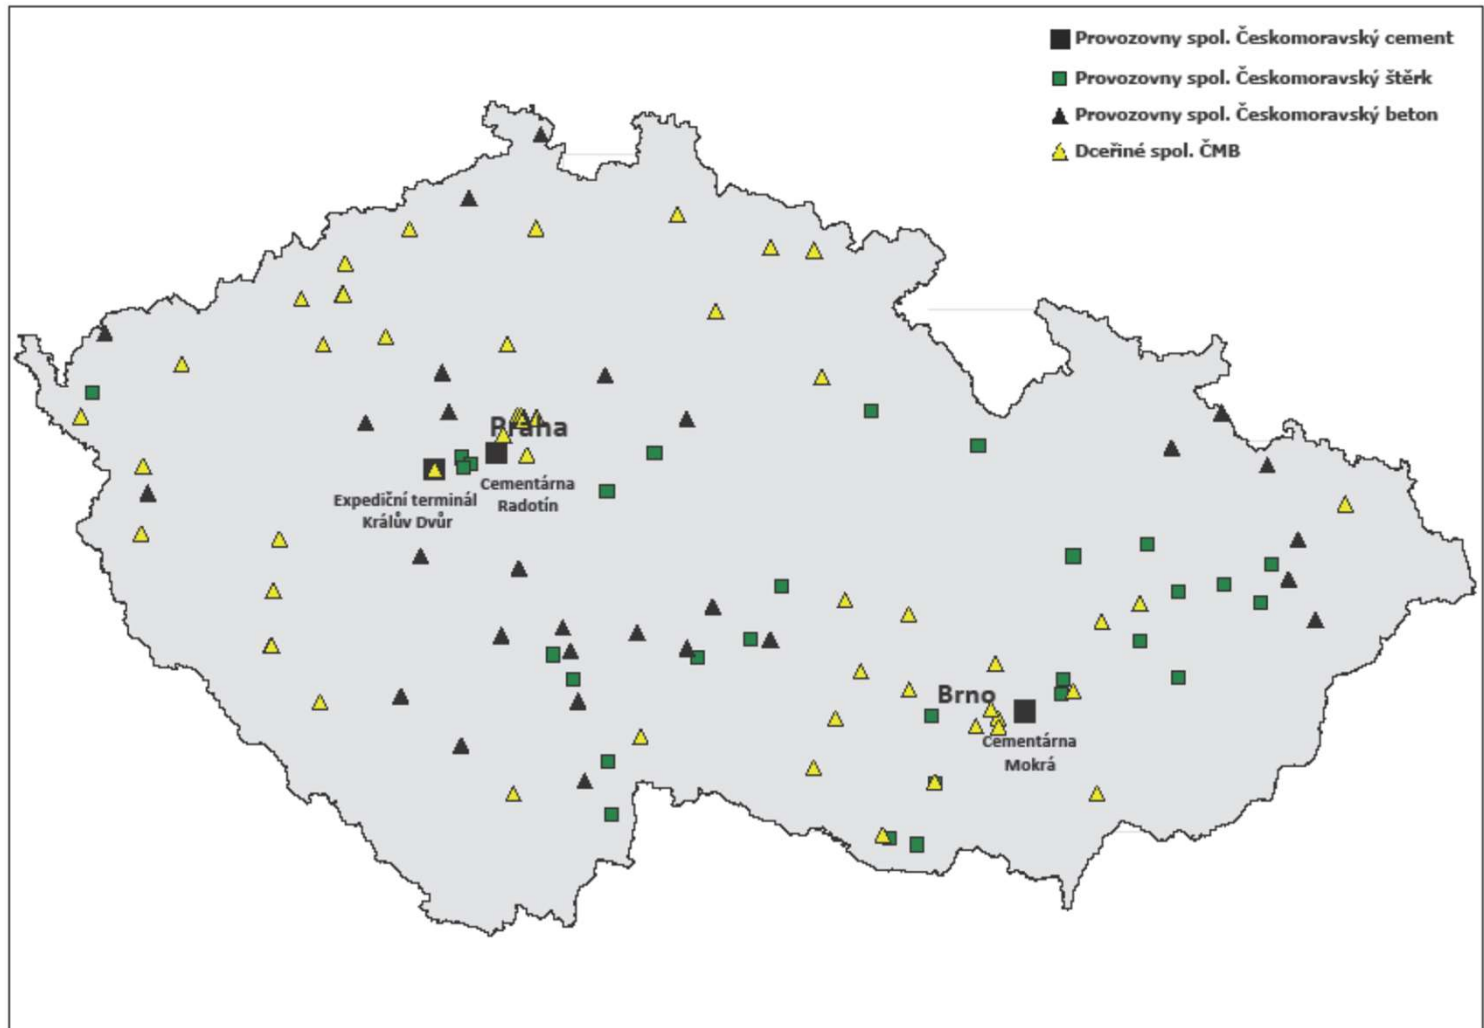 Provozovny spol. Českomoravský cement
Provozovny spol. Českomoravský štěrk
Provozovny spol. Českomoravský beton
Dceřiné spol. ČMB
Praha
Cementárna
Radotín
Expediční terminál
Králův Dvůr
Brno
Cementárna
Mokrá